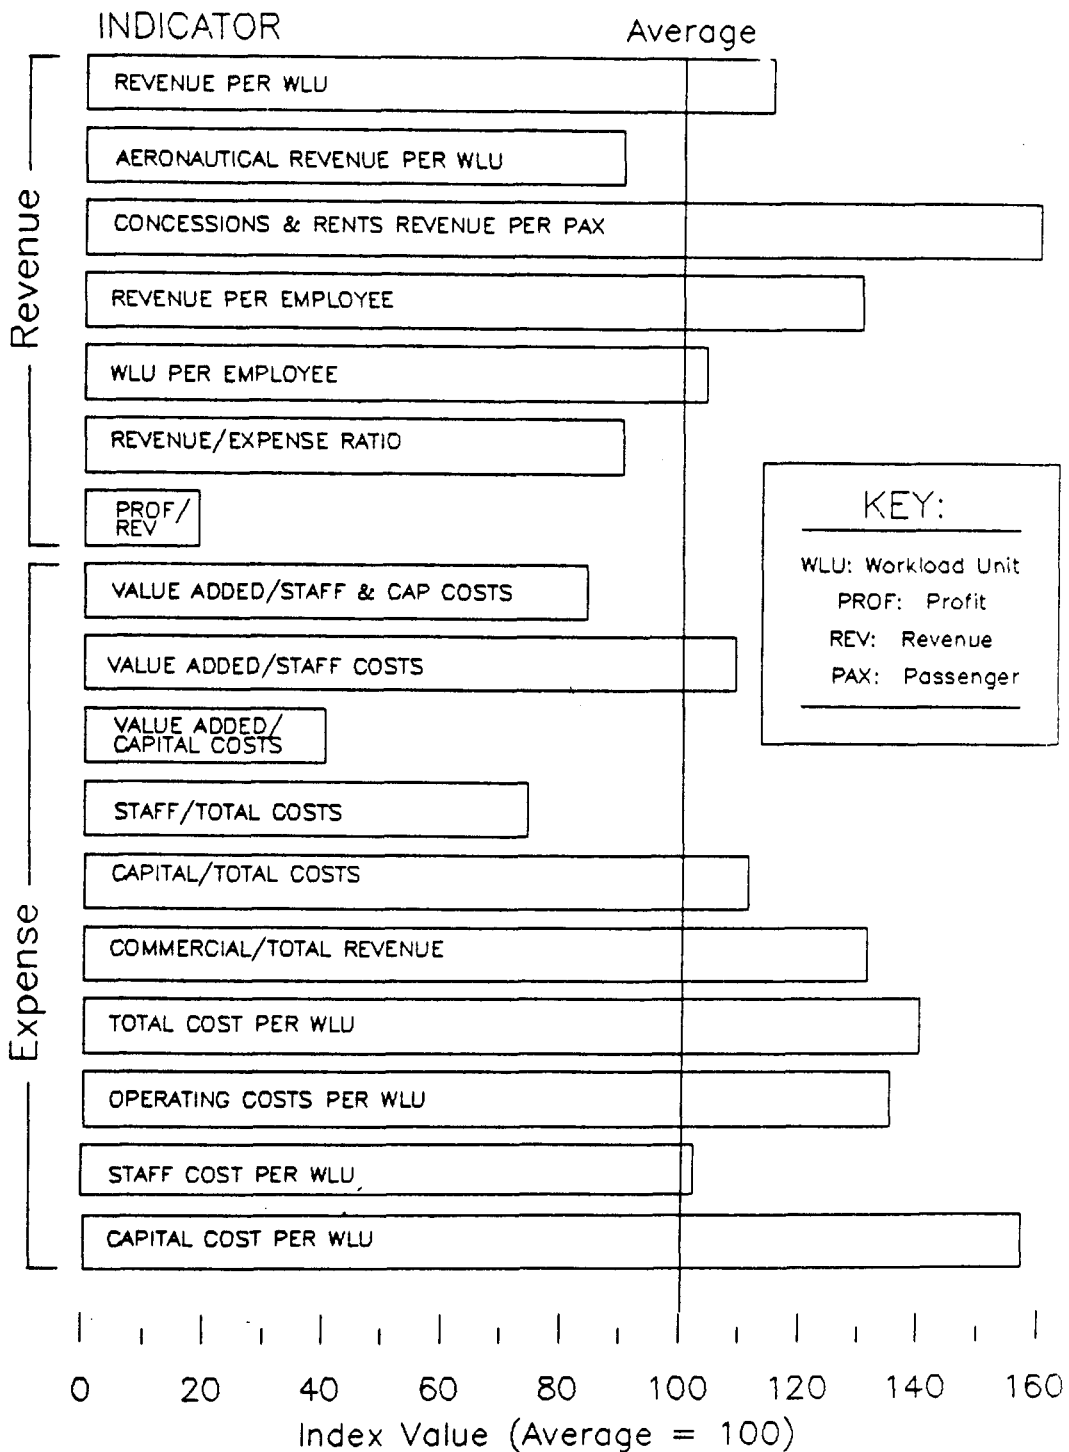 INDICATOR
Average
Revenue
REVENUE PER WLU
AERONAUTICAL REVENUE PER WLU
CONCESSIONS & RENTS REVENUE PER PAX
REVENUE PER EMPLOYEE
WLU PER EMPLOYEE
REVENUE/EXPENSE RATIO
PROF/
REV
Expense
VALUE ADDED/STAFF & CAP COSTS
VALUE ADDED/STAFF COSTS
VALUE ADDED/
CAPITAL COSTS
STAFF/TOTAL COSTS
CAPITAL/TOTAL COSTS
COMMERCIAL/TOTAL REVENUE
TOTAL COST PER WLU
OPERATING COSTS PER WLU
STAFF COST PER WLU
CAPITAL COST PER WLU
KEY:
WLU: Workload Unit
PROF: Profit
REV: Revenue
PAX: Passenger
0 20 40 60 80 100 120 140 160
Index Value (Average = 100)